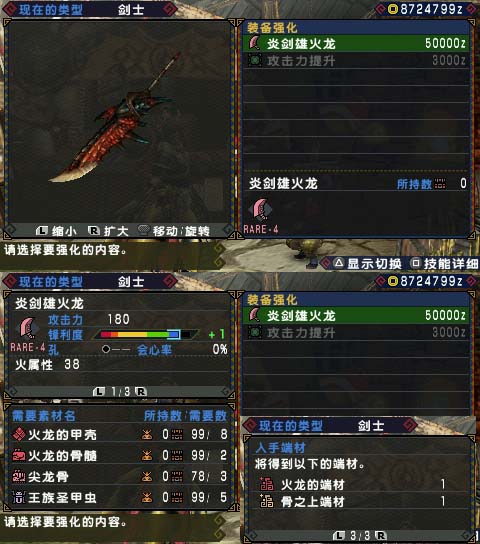 现在的类型 剑士
8724799z
装备强化
炎剑雄火龙 50000z
攻击力提升 3000z
炎剑雄火龙 所持数 0
RARE-4
L 缩小 R 扩大 移动/旋转
请选择要强化的内容。
△显示切换 □技能详细
现在的类型 剑士
8724799z
炎剑雄火龙
攻击力 180
RARE-4
锋利度 +1
孔 ●−− 会心率 0%
火属性 38
L 1/3 R
装备强化
炎剑雄火龙 50000z
攻击力提升 3000z
需要素材名 所持数/需要数
火龙的甲壳 0 99/ 8
火龙的骨髓 0 99/ 2
尖龙骨 0 78/ 3
王族圣甲虫 0 99/ 5
请选择要强化的内容。
现在的类型 剑士
入手端材
将得到以下的端材。
火龙的端材 1
骨之上端材 1
L 3/3 R